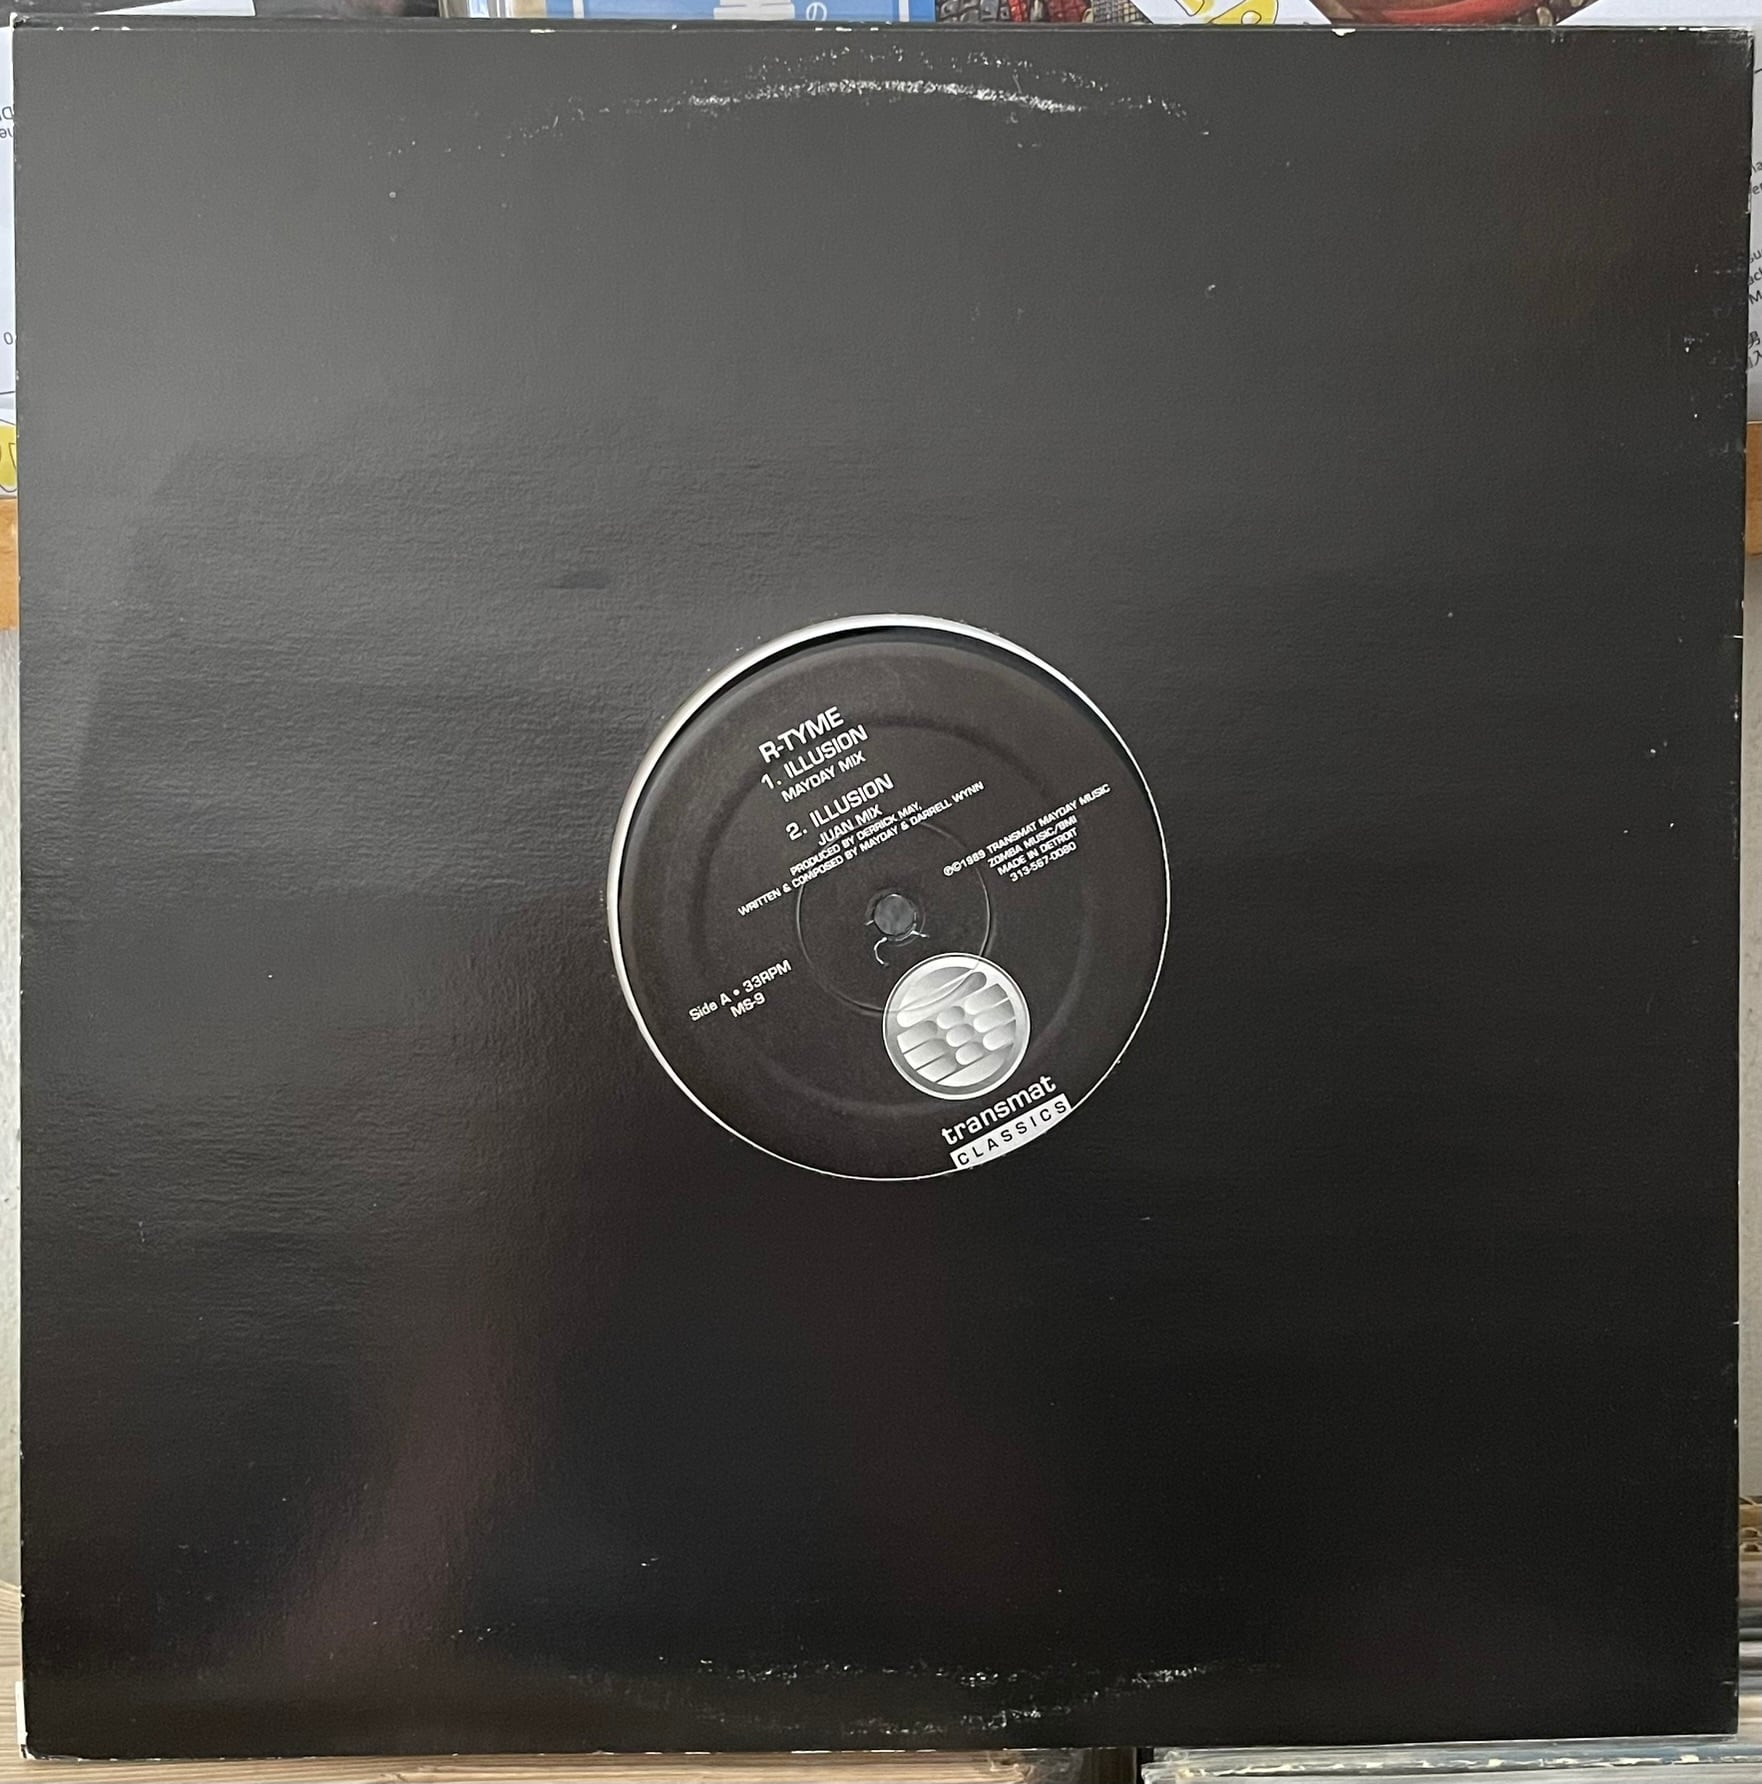 R-TYME
1. ILLUSION
MAYDAY MIX
2. ILLUSION
JUAN MIX
PRODUCED BY DERRICK MAY,
WRITTEN & COMPOSED BY MAYDAY & DARRELL WYNN
℗©1989 TRANSMAT MAYDAY MUSIC
ZOMBA MUSIC/BMI
MADE IN DETROIT
313-567-0080
Side A • 33RPM
MS-9
transmat
CLASSICS